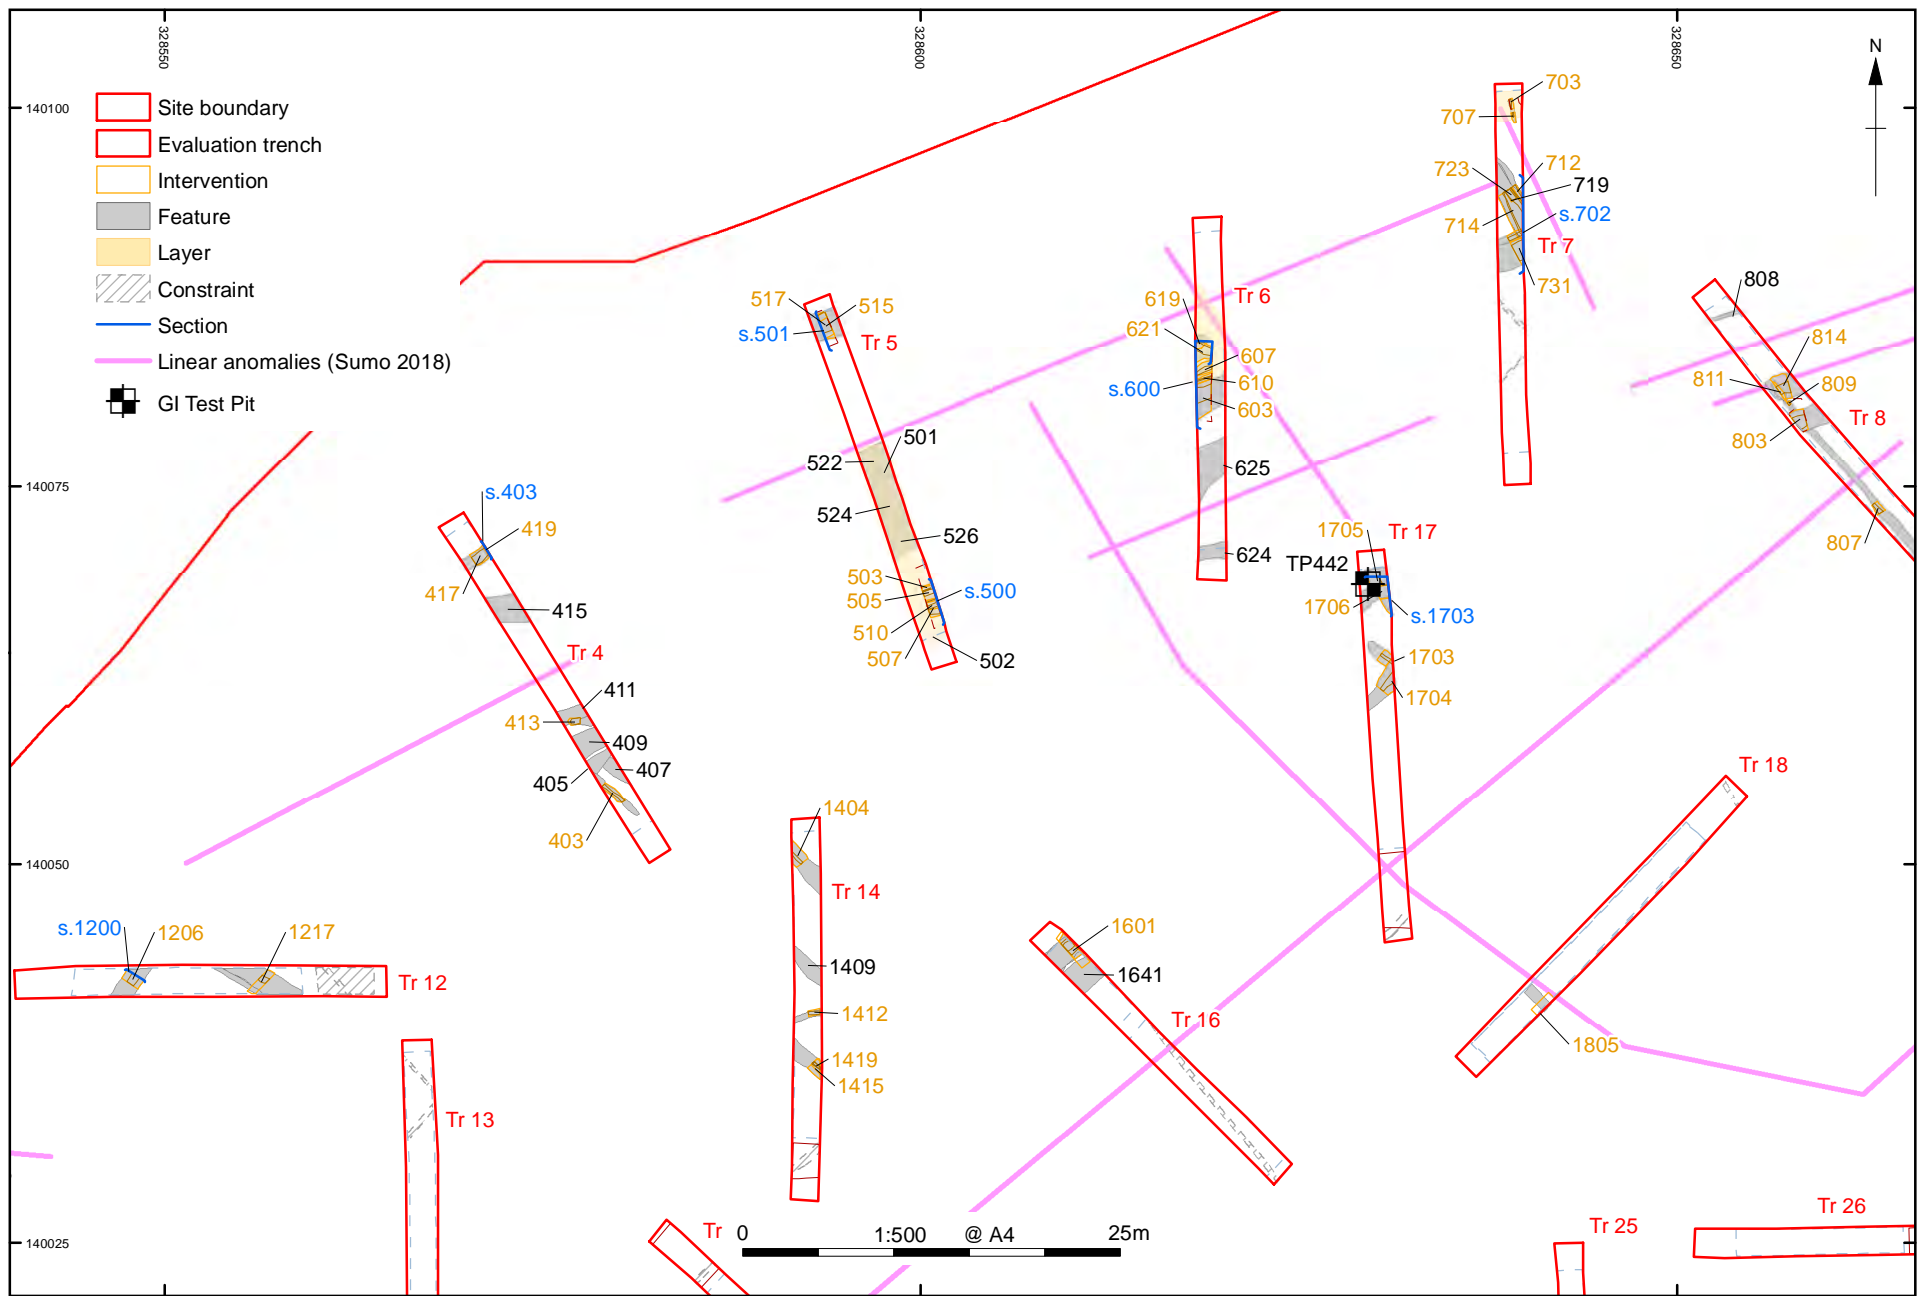 328550
328600
328650
140100
140075
140050
140025
N
Site boundary
Evaluation trench
Intervention
Feature
Layer
Constraint
Section
Linear anomalies (Sumo 2018)
GI Test Pit
703
707
723
712
719
714
s.702
Tr 7
731
808
814
811
809
Tr 8
803
807
619
Tr 6
621
607
s.600
610
603
625
624
517
515
s.501
Tr 5
501
522
524
526
503
505
s.500
510
507
502
s.403
419
417
415
Tr 4
411
413
409
407
405
403
1705
Tr 17
TP442
1706
s.1703
1703
1704
Tr 18
1805
1404
Tr 14
1409
1412
1419
1415
1601
1641
Tr 16
s.1200
1206
1217
Tr 12
Tr 13
Tr
0 1:500 @ A4 25m
Tr 25
Tr 26